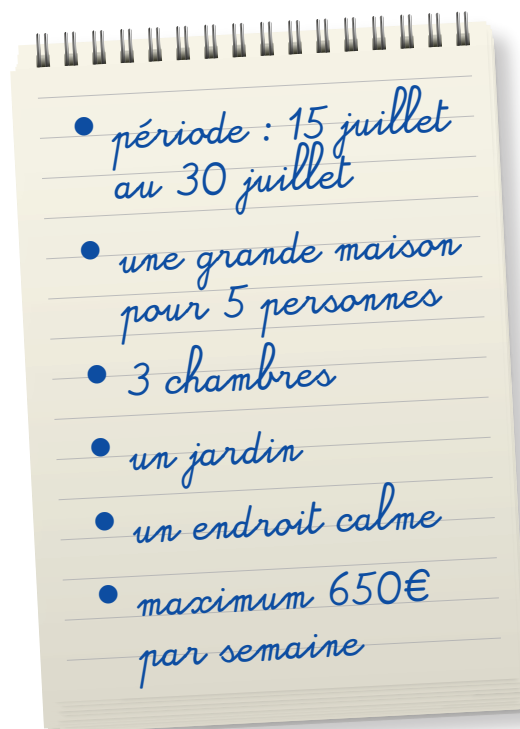 • période : 15 juillet
au 30 juillet
• une grande maison
pour 5 personnes
• 3 chambres
• un jardin
• un endroit calme
• maximum 650€
par semaine